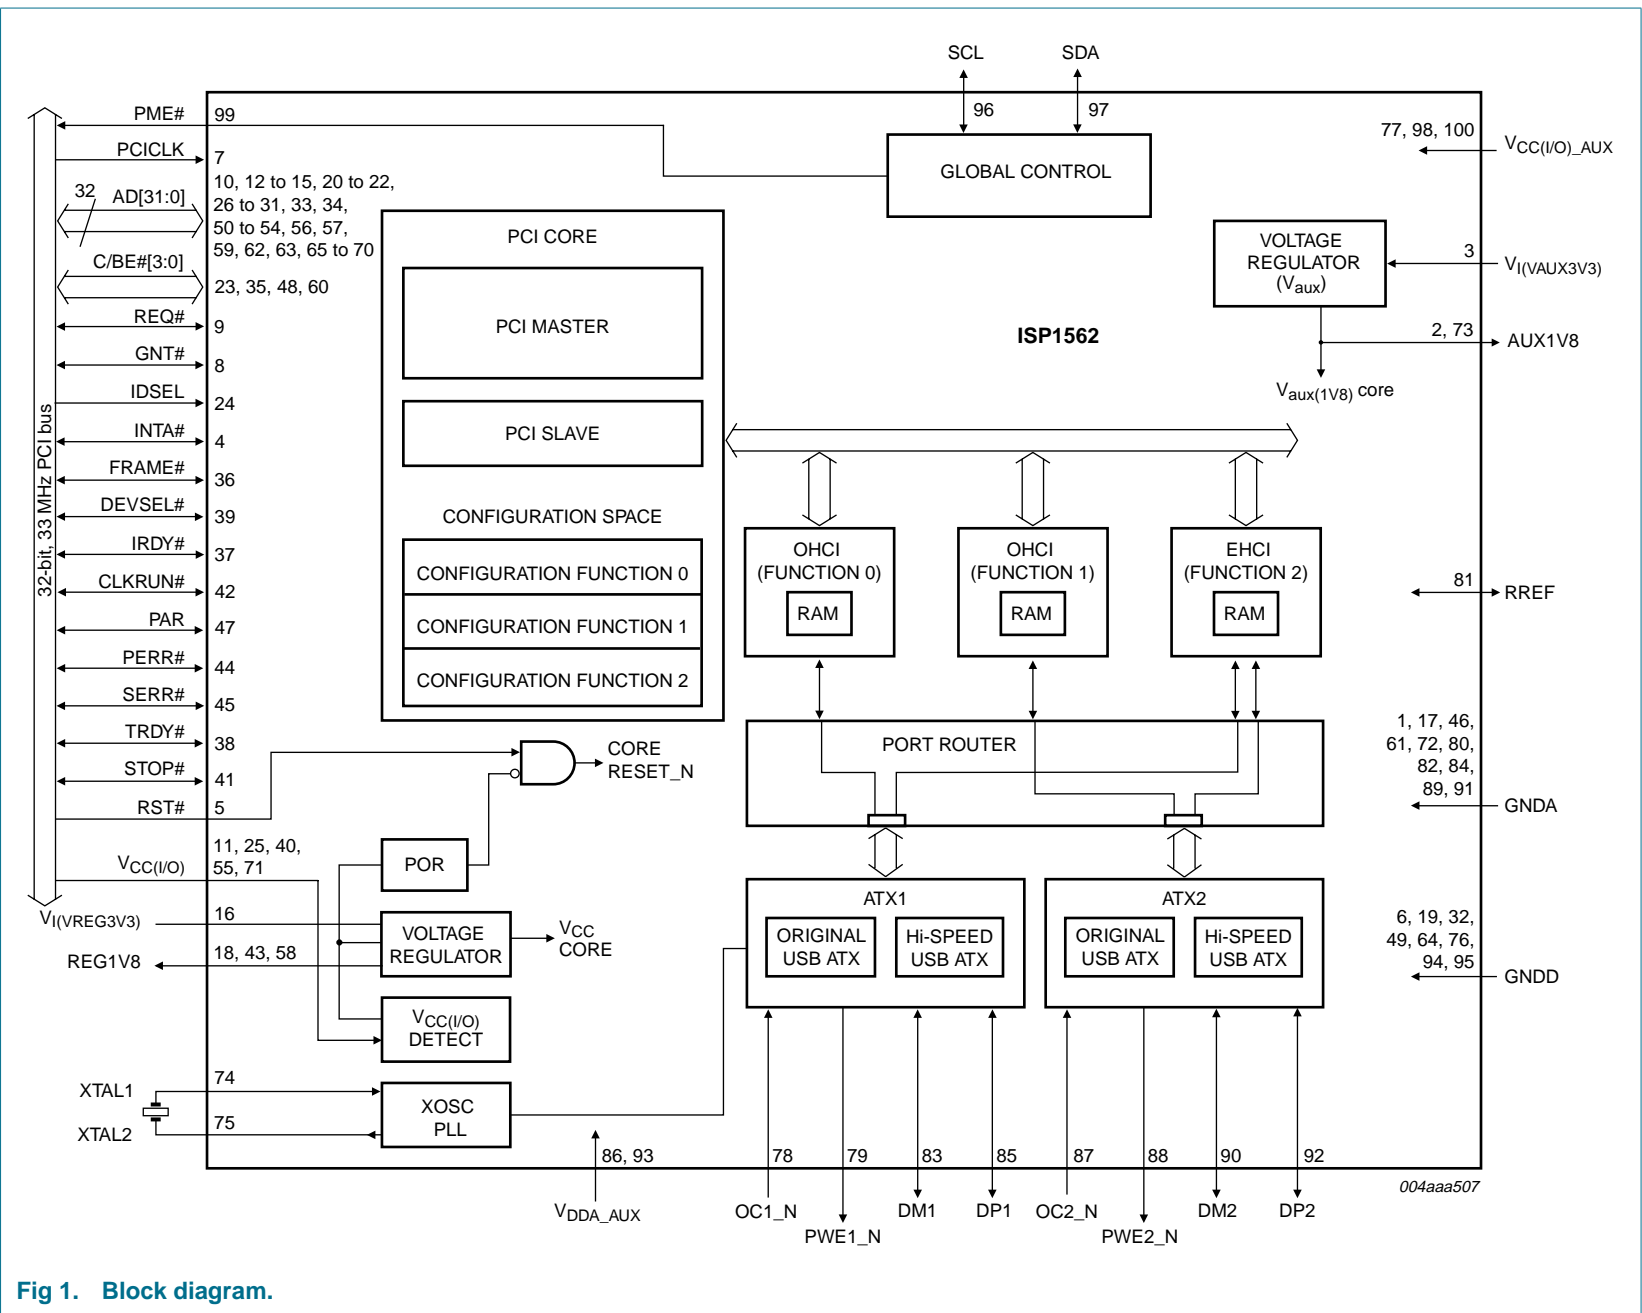 SCL
SDA
96
97
PME#
99
PCICLK
7
32
AD[31:0]
10, 12 to 15, 20 to 22,
26 to 31, 33, 34,
50 to 54, 56, 57,
59, 62, 63, 65 to 70
C/BE#[3:0]
23, 35, 48, 60
REQ#
9
GNT#
8
IDSEL
24
INTA#
4
FRAME#
36
DEVSEL#
39
IRDY#
37
CLKRUN#
42
PAR
47
PERR#
44
SERR#
45
TRDY#
38
STOP#
41
RST#
5
32-bit, 33 MHz PCI bus
VCC(I/O)
11, 25, 40,
55, 71
VI(VREG3V3)
16
REG1V8
18, 43, 58
XTAL1
74
XTAL2
75
PCI CORE
PCI MASTER
PCI SLAVE
CONFIGURATION SPACE
CONFIGURATION FUNCTION 0
CONFIGURATION FUNCTION 1
CONFIGURATION FUNCTION 2
CORE
RESET_N
POR
VOLTAGE
REGULATOR
VCC
CORE
VCC(I/O)
DETECT
XOSC
PLL
GLOBAL CONTROL
ISP1562
77, 98, 100
VCC(I/O)_AUX
VOLTAGE
REGULATOR
(Vaux)
3
VI(VAUX3V3)
2, 73
AUX1V8
Vaux(1V8) core
OHCI
(FUNCTION 0)
RAM
OHCI
(FUNCTION 1)
RAM
EHCI
(FUNCTION 2)
RAM
81
RREF
PORT ROUTER
1, 17, 46,
61, 72, 80,
82, 84,
89, 91
GNDA
ATX1
ORIGINAL
USB ATX
Hi-SPEED
USB ATX
ATX2
ORIGINAL
USB ATX
Hi-SPEED
USB ATX
6, 19, 32,
49, 64, 76,
94, 95
GNDD
86, 93
78
79
83
85
87
88
90
92
VDDA_AUX
OC1_N
PWE1_N
DM1
DP1
OC2_N
PWE2_N
DM2
DP2
004aaa507
Fig 1. Block diagram.